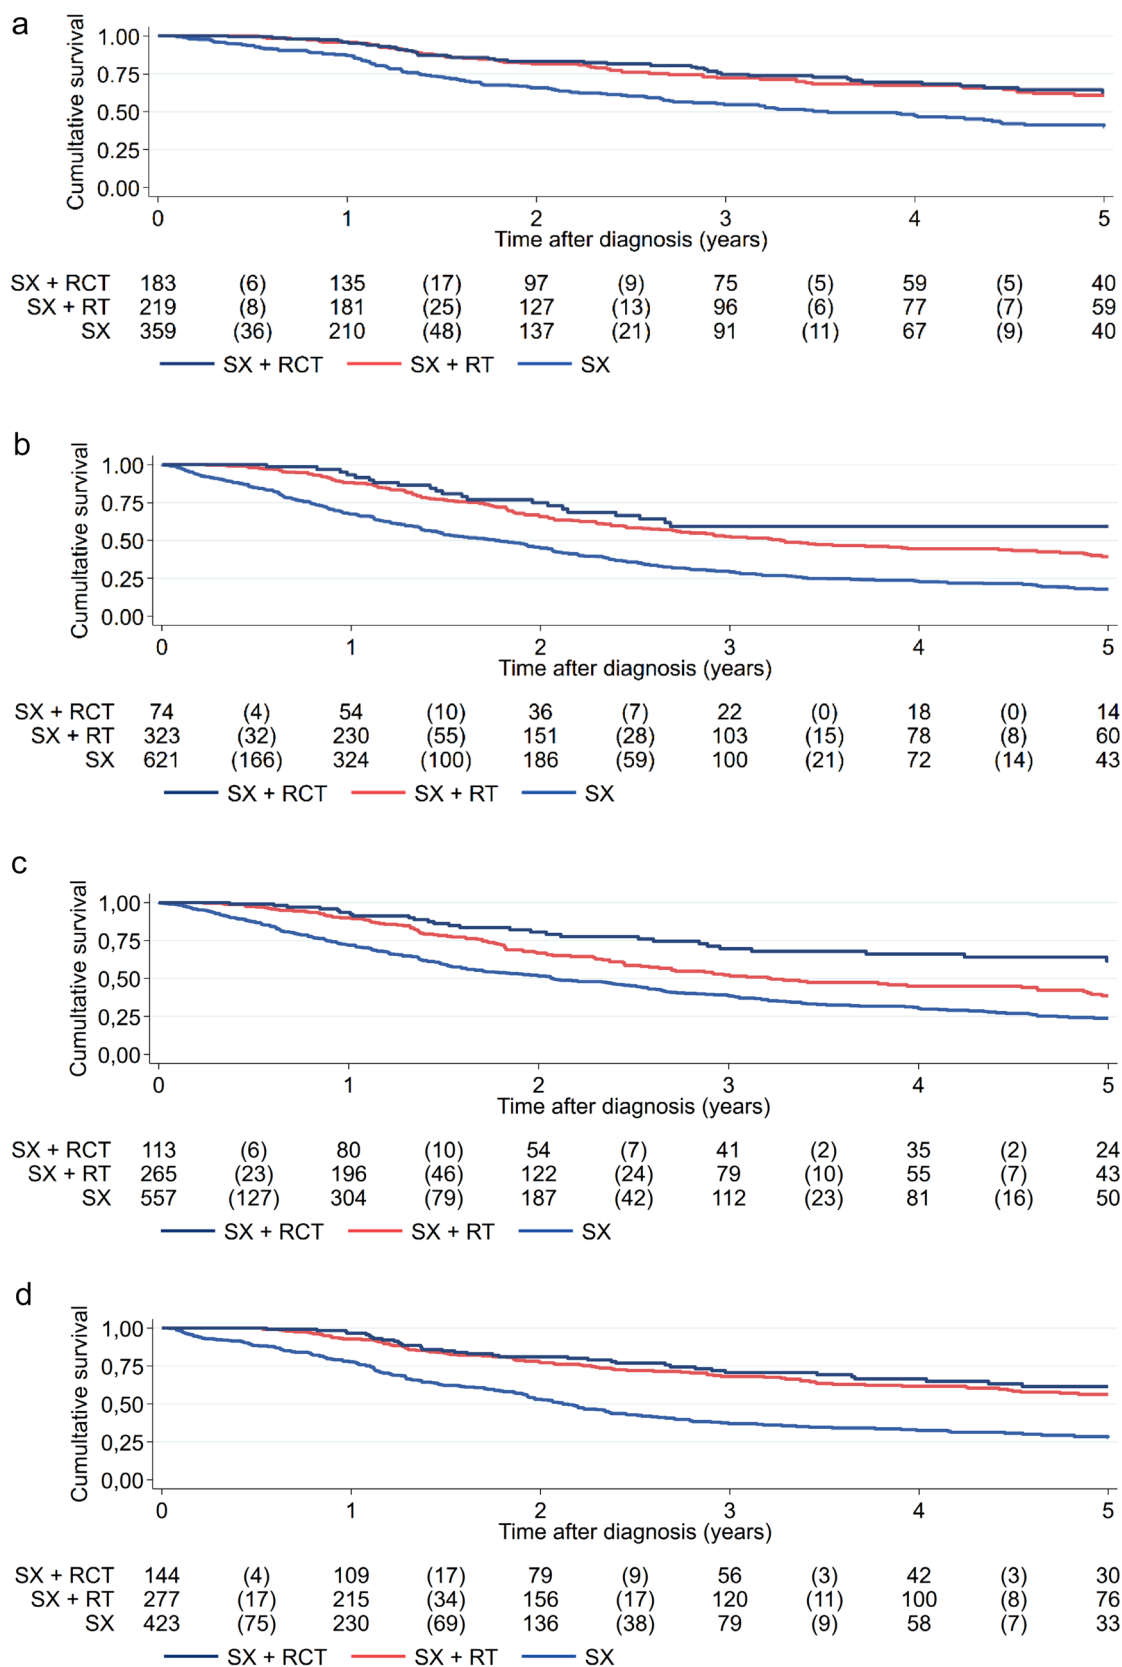 a
Cumultative survival
1.00
0.75
0.50
0.25
0.00
0 1 2 3 4 5
Time after diagnosis (years)
SX + RCT 183 (6) 135 (17) 97 (9) 75 (5) 59 (5) 40
SX + RT 219 (8) 181 (25) 127 (13) 96 (6) 77 (7) 59
SX 359 (36) 210 (48) 137 (21) 91 (11) 67 (9) 40
SX + RCT SX + RT SX
b
Cumultative survival
1.00
0.75
0.50
0.25
0.00
0 1 2 3 4 5
Time after diagnosis (years)
SX + RCT 74 (4) 54 (10) 36 (7) 22 (0) 18 (0) 14
SX + RT 323 (32) 230 (55) 151 (28) 103 (15) 78 (8) 60
SX 621 (166) 324 (100) 186 (59) 100 (21) 72 (14) 43
SX + RCT SX + RT SX
c
Cumultative survival
1,00
0,75
0,50
0,25
0,00
0 1 2 3 4 5
Time after diagnosis (years)
SX + RCT 113 (6) 80 (10) 54 (7) 41 (2) 35 (2) 24
SX + RT 265 (23) 196 (46) 122 (24) 79 (10) 55 (7) 43
SX 557 (127) 304 (79) 187 (42) 112 (23) 81 (16) 50
SX + RCT SX + RT SX
d
Cumultative survival
1,00
0,75
0,50
0,25
0,00
0 1 2 3 4 5
Time after diagnosis (years)
SX + RCT 144 (4) 109 (17) 79 (9) 56 (3) 42 (3) 30
SX + RT 277 (17) 215 (34) 156 (17) 120 (11) 100 (8) 76
SX 423 (75) 230 (69) 136 (38) 79 (9) 58 (7) 33
SX + RCT SX + RT SX